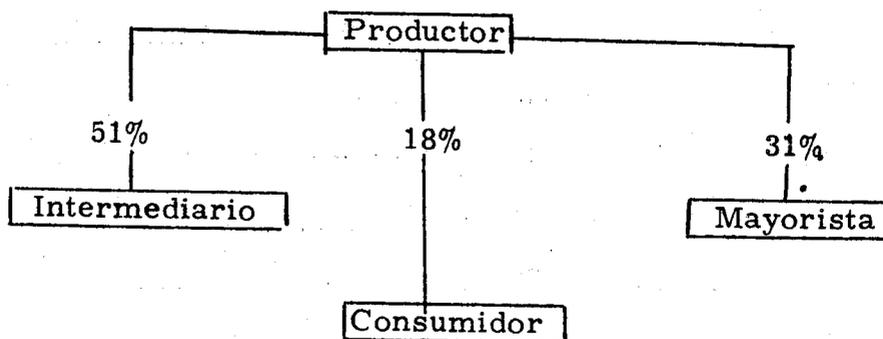 Productor
51%
18%
31%
Intermediario
Mayorista
Consumidor